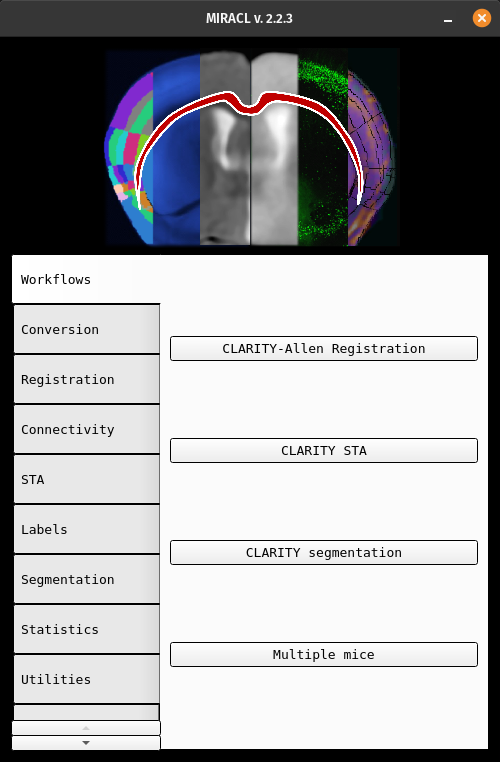 MIRACL v. 2.2.3
Workflows
Conversion
Registration
Connectivity
STA
Labels
Segmentation
Statistics
Utilities
CLARITY-Allen Registration
CLARITY STA
CLARITY segmentation
Multiple mice